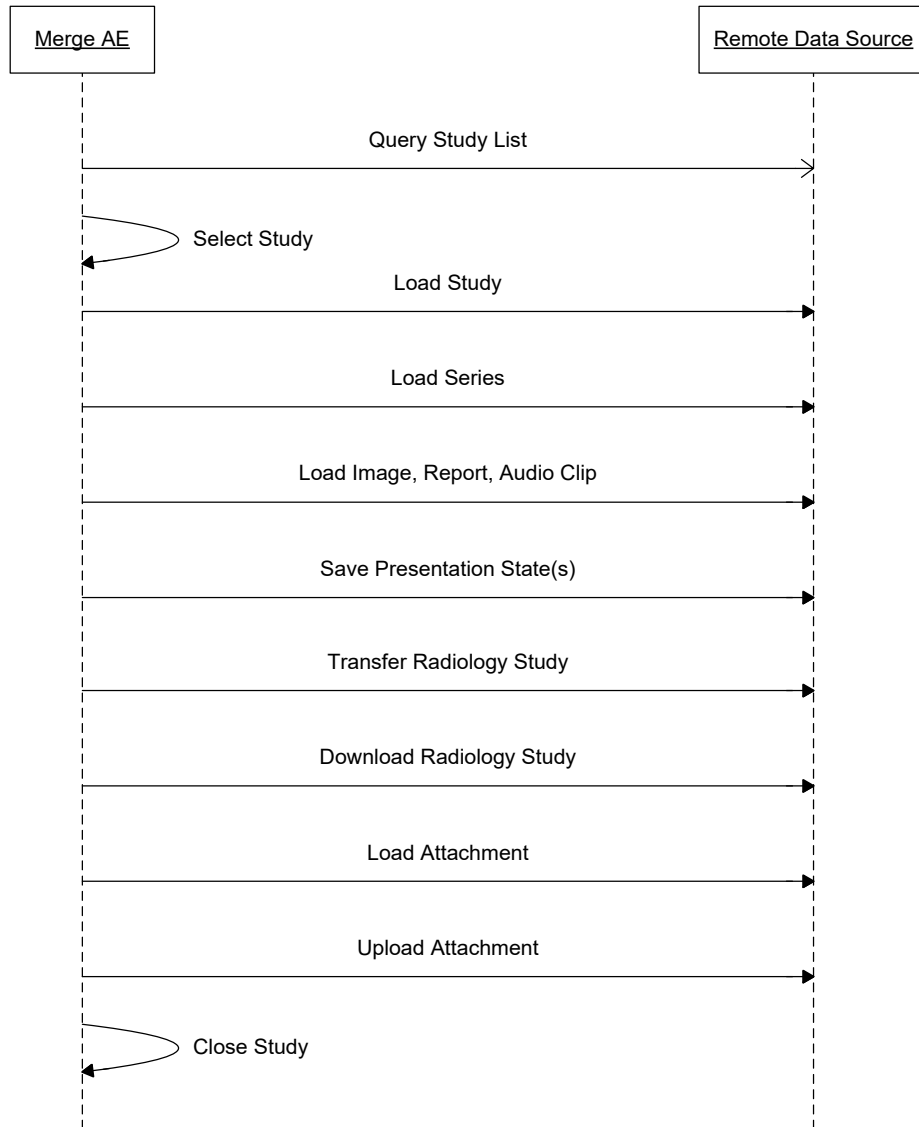 Merge AE
Remote Data Source
Query Study List
Select Study
Load Study
Load Series
Load Image, Report, Audio Clip
Save Presentation State(s)
Transfer Radiology Study
Download Radiology Study
Load Attachment
Upload Attachment
Close Study